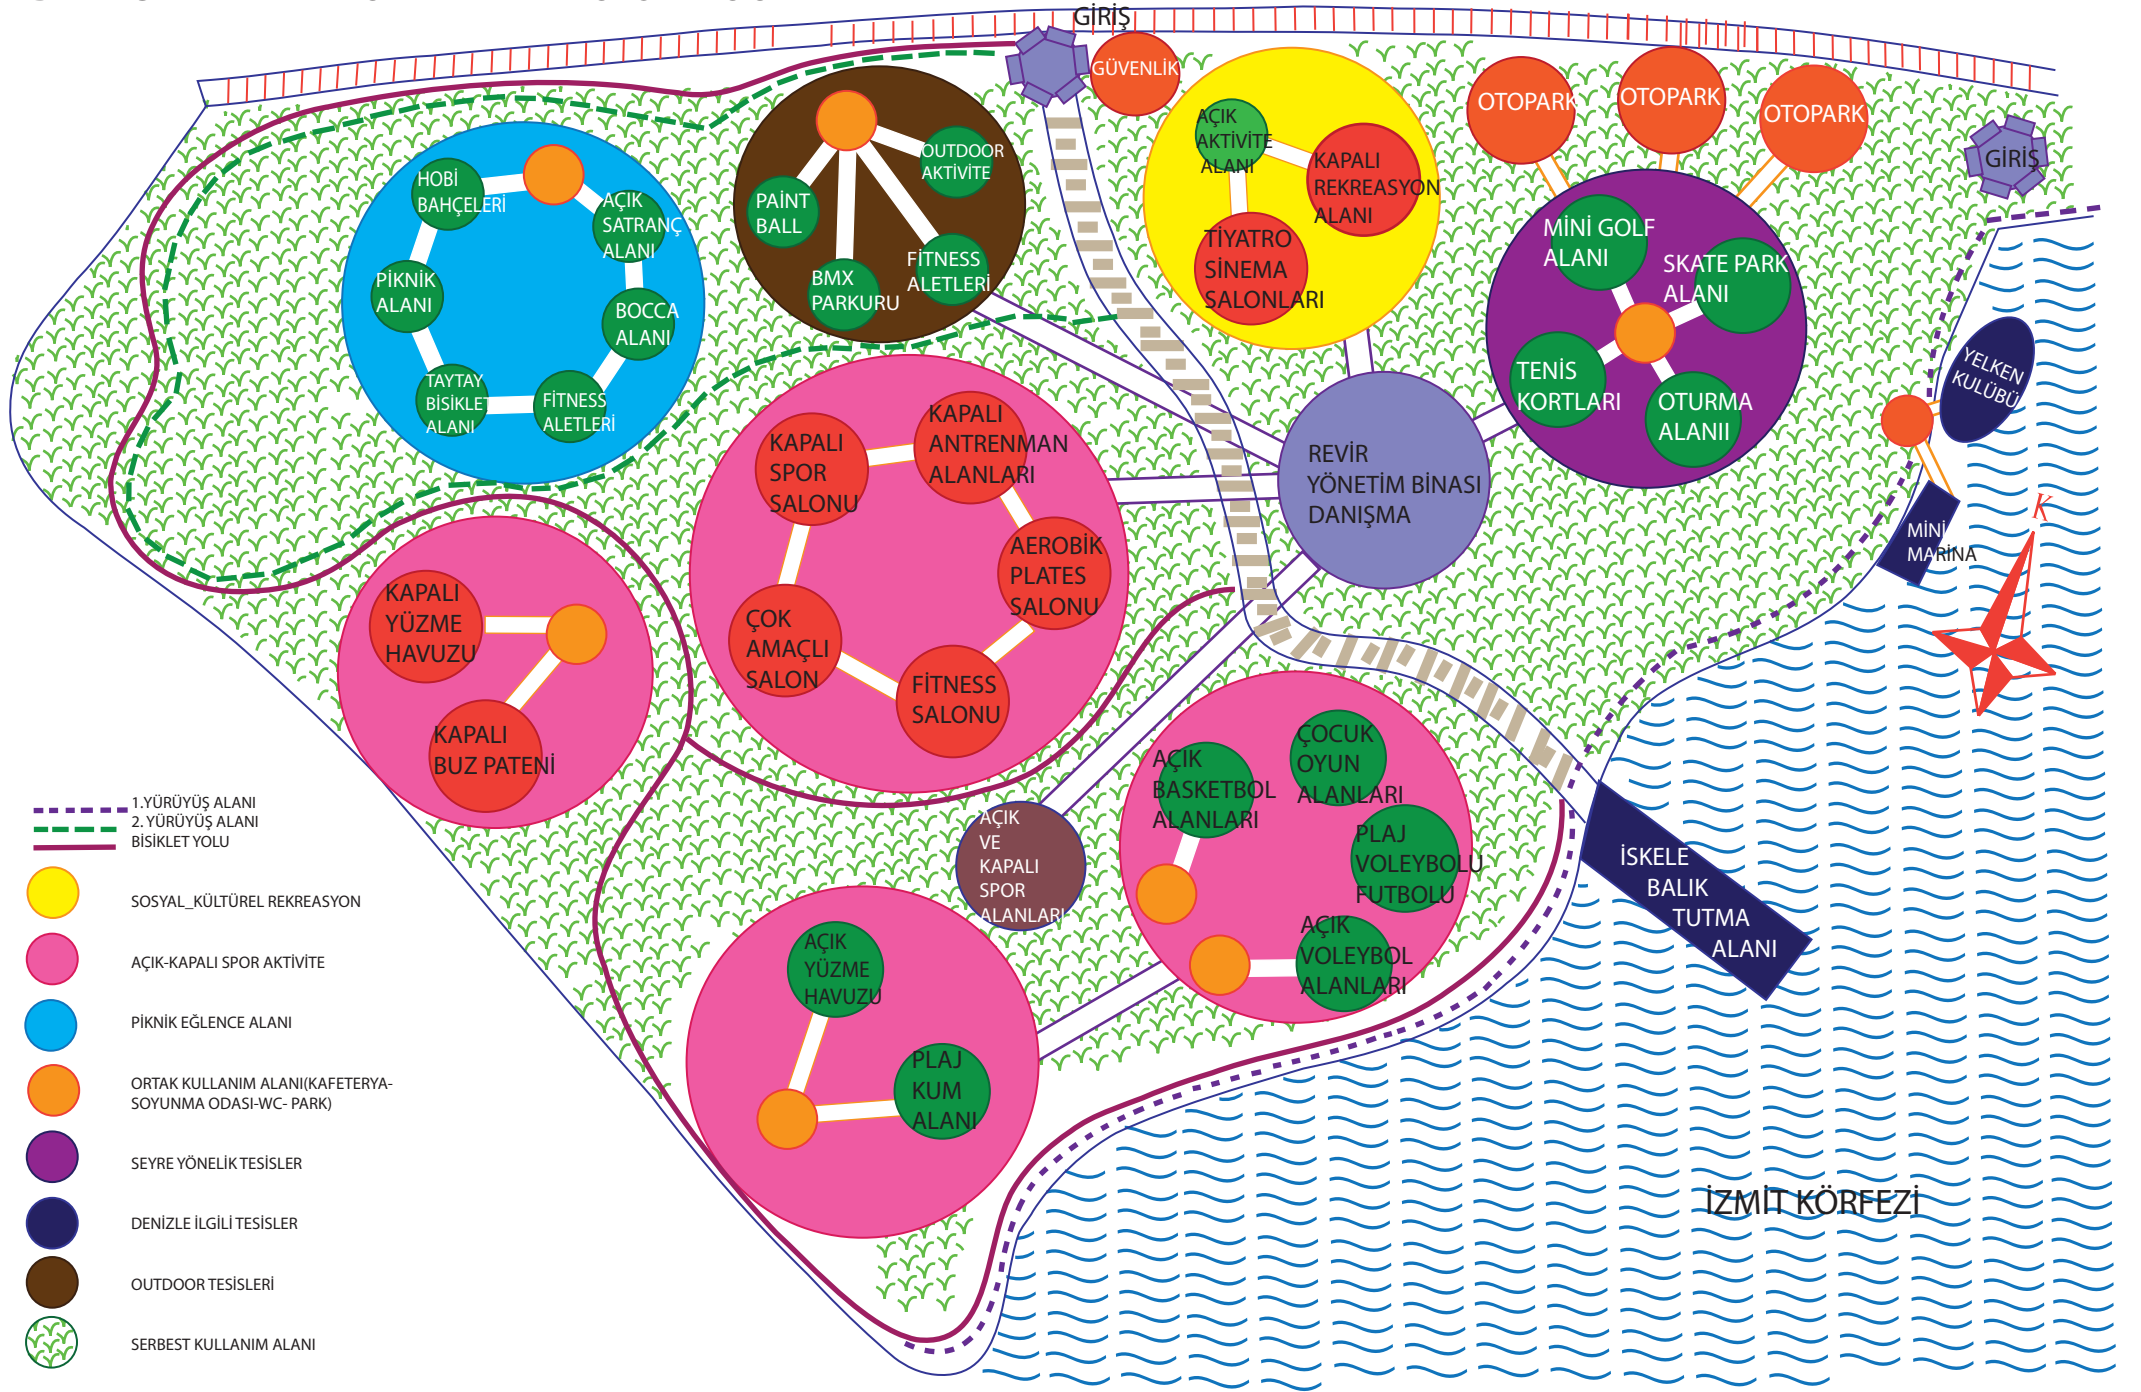 GİRİŞ
GÜVENLİK
OTOPARK
OTOPARK
OTOPARK
GİRİŞ
HOBİ
BAHÇELERİ
AÇIK
SATRANÇ
ALANI
PİKNİK
ALANI
BOCCA
ALANI
TAYTAY
BİSİKLET
ALANI
FİTNESS
ALETLERİ
OUTDOOR
AKTİVİTE
PAİNT
BALL
BMX
PARKURU
FİTNESS
ALETLERİ
AÇIK
AKTİVİTE
ALANI
KAPALI
REKREASYON
ALANI
TİYATRO
SİNEMA
SALONLARI
MİNİ GOLF
ALANI
SKATE PARK
ALANI
TENİS
KORTLARI
OTURMA
ALANII
YELKEN
KULÜBÜ
MİNİ
MARİNA
K
REVİR
YÖNETİM BİNASI
DANIŞMA
KAPALI
SPOR
SALONU
KAPALI
ANTRENMAN
ALANLARI
AEROBİK
PLATES
SALONU
ÇOK
AMAÇLI
SALON
FİTNESS
SALONU
KAPALI
YÜZME
HAVUZU
KAPALI
BUZ PATENİ
AÇIK
VE
KAPALI
SPOR
ALANLARI
AÇIK
BASKETBOL
ALANLARI
ÇOCUK
OYUN
ALANLARI
PLAJ
VOLEYBOLU
FUTBOLU
AÇIK
VOLEYBOL
ALANLARI
İSKELE
BALIK
TUTMA
ALANI
AÇIK
YÜZME
HAVUZU
PLAJ
KUM
ALANI
İZMİT KÖRFEZİ
1.YÜRÜYÜŞ ALANI
2. YÜRÜYÜŞ ALANI
BİSİKLET YOLU
SOSYAL_KÜLTÜREL REKREASYON
AÇIK-KAPALI SPOR AKTİVİTE
PİKNİK EĞLENCE ALANI
ORTAK KULLANIM ALANI(KAFETERYA-
SOYUNMA ODASI-WC- PARK)
SEYRE YÖNELİK TESİSLER
DENİZLE İLGİLİ TESİSLER
OUTDOOR TESİSLERİ
SERBEST KULLANIM ALANI